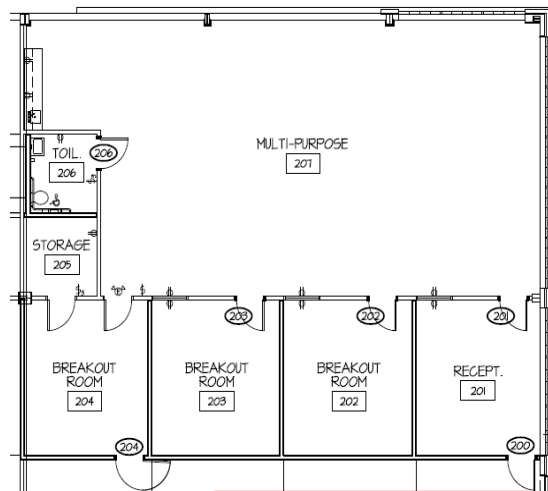 MULTI-PURPOSE
207
TOIL.
206
206
STORAGE
205
203
202
201
BREAKOUT
ROOM
204
BREAKOUT
ROOM
203
BREAKOUT
ROOM
202
RECEPT.
201
204
200